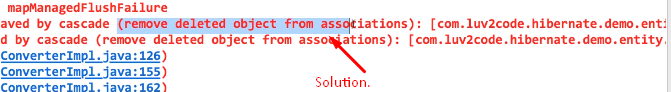 mapManagedFlushFailure
aved by cascade (remove deleted object from associations): [com.luv2code.hibernate.demo.enti
d by cascade (remove deleted object from associations): [com.luv2code.hibernate.demo.entity.
ConverterImpl.java:126)
Solution.
ConverterImpl.java:155)
ConverterImpl.java:162)